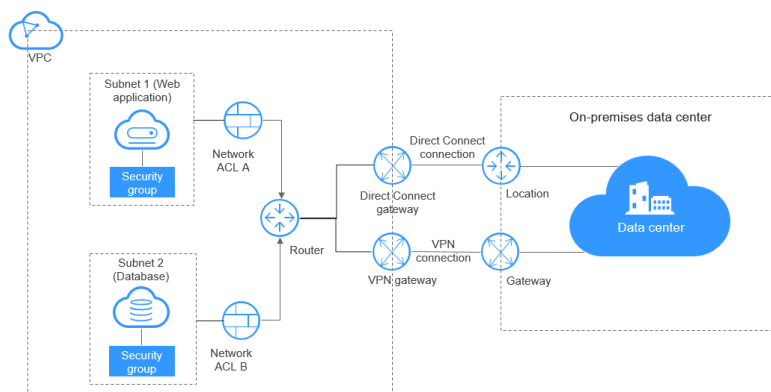 VPC
Subnet 1 (Web
application)
Security
group
Network
ACL A
Subnet 2
(Database)
Security
group
Network
ACL B
Router
Direct Connect
gateway
VPN gateway
Direct Connect
connection
VPN
connection
On-premises data center
Location
Gateway
Data center